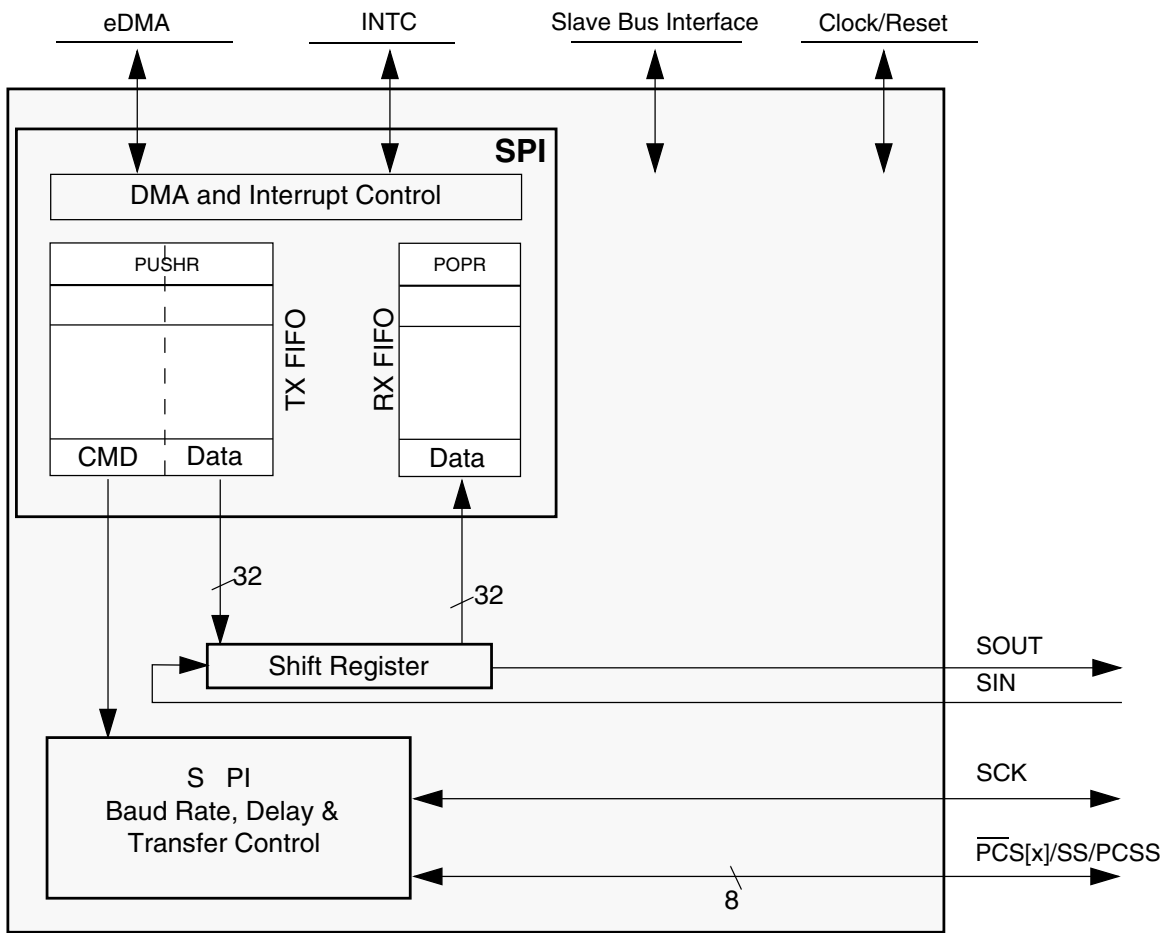 eDMA
INTC
Slave Bus Interface
Clock/Reset
SPI
DMA and Interrupt Control
PUSHR
POPR
TX FIFO
RX FIFO
CMD
Data
Data
32
32
Shift Register
SOUT
SIN
S PI
Baud Rate, Delay &
Transfer Control
SCK
PCS[x]/SS/PCSS
8